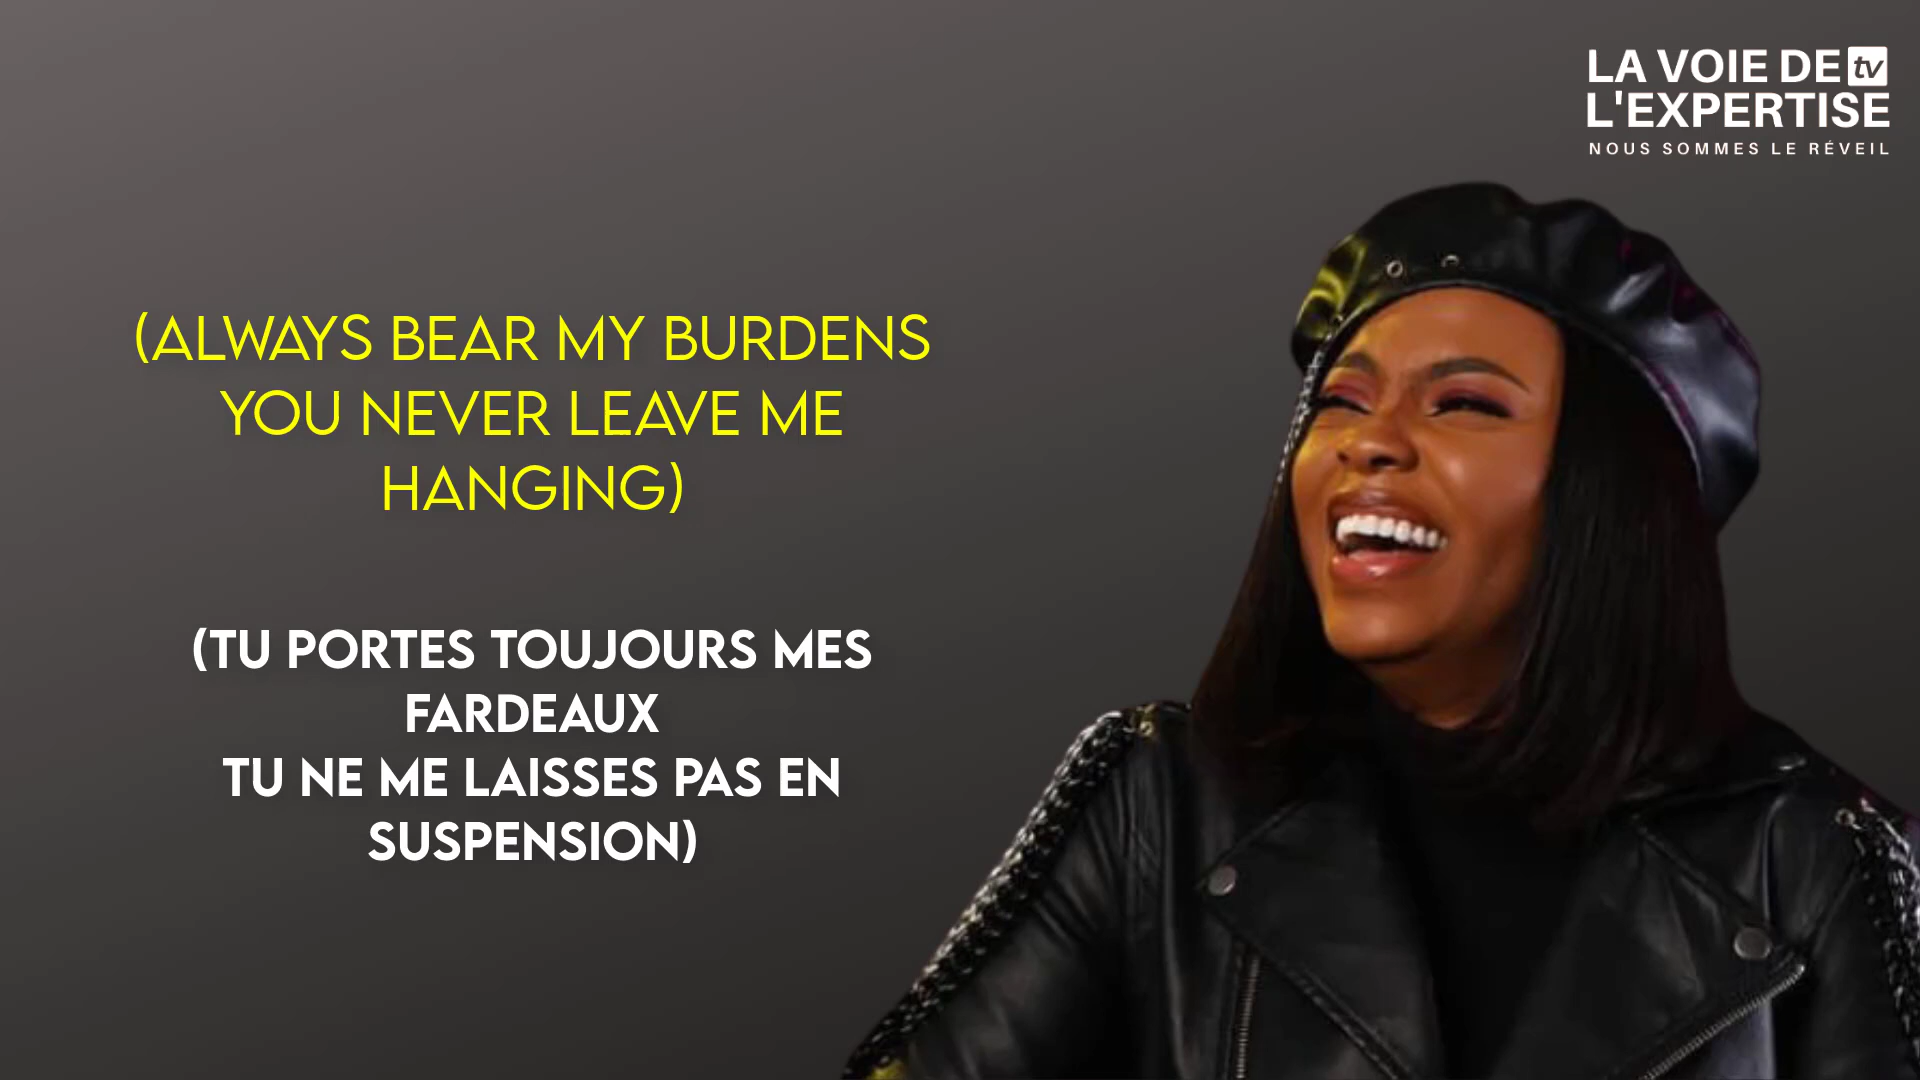 LA VOIE DE tv
L'EXPERTISE
NOUS SOMMES LE RÉVEIL
(ALWAYS BEAR MY BURDENS
YOU NEVER LEAVE ME
HANGING)
(TU PORTES TOUJOURS MES
FARDEAUX
TU NE ME LAISSES PAS EN
SUSPENSION)